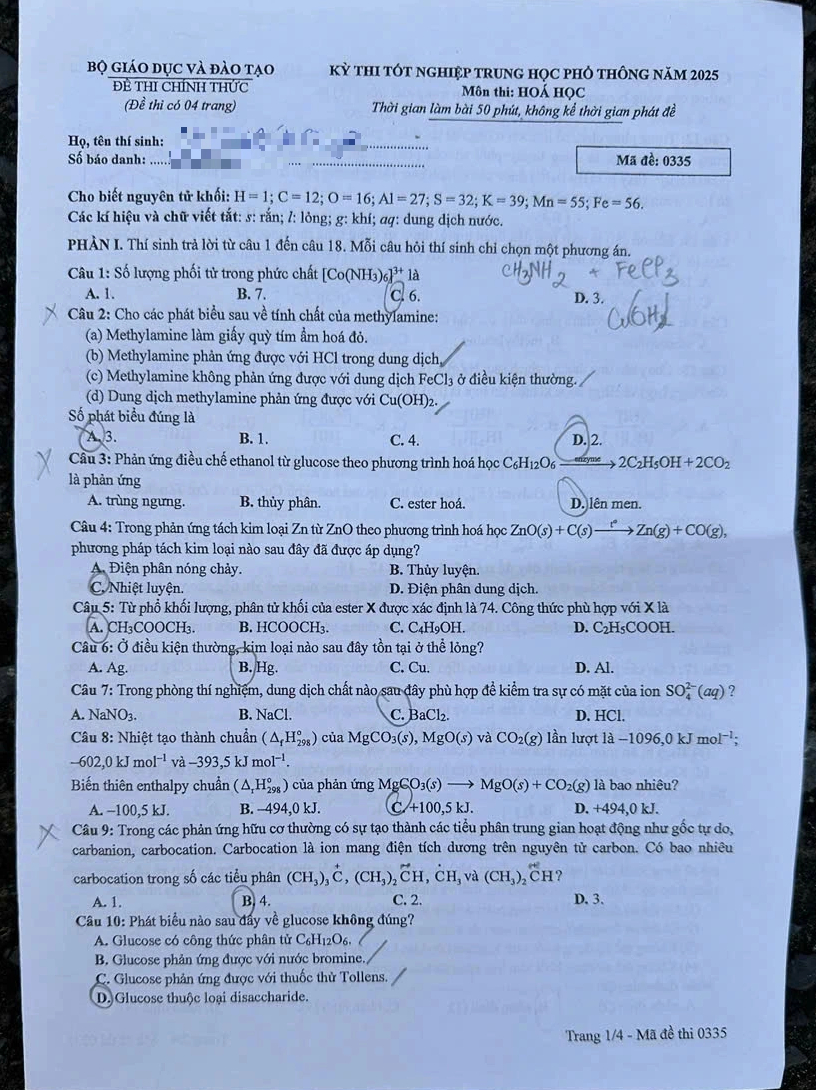 BỘ GIÁO DỤC VÀ ĐÀO TẠO
ĐỀ THI CHÍNH THỨC
(Đề thi có 04 trang)
KỲ THI TỐT NGHIỆP TRUNG HỌC PHỔ THÔNG NĂM 2025
Môn thi: HOÁ HỌC
Thời gian làm bài 50 phút, không kể thời gian phát đề
Họ, tên thí sinh:
Số báo danh:
Mã đề: 0335
Cho biết nguyên tử khối: H = 1; C = 12; O = 16; Al = 27; S = 32; K = 39; Mn = 55; Fe = 56.
Các kí hiệu và chữ viết tắt: s: rắn; l: lỏng; g: khí; aq: dung dịch nước.
PHẦN I. Thí sinh trả lời từ câu 1 đến câu 18. Mỗi câu hỏi thí sinh chỉ chọn một phương án.
Câu 1: Số lượng phối tử trong phức chất [Co(NH₃)₆]³⁺ là
CH₃NH₂ + FeCl₃
A. 1. B. 7. C. 6. D. 3.
Câu 2: Cho các phát biểu sau về tính chất của methylamine:
(a) Methylamine làm giấy quỳ tím ẩm hoá đỏ.
(b) Methylamine phản ứng được với HCl trong dung dịch.
(c) Methylamine không phản ứng được với dung dịch FeCl₃ ở điều kiện thường.
(d) Dung dịch methylamine phản ứng được với Cu(OH)₂.
Số phát biểu đúng là
A. 3. B. 1. C. 4. D. 2.
Câu 3: Phản ứng điều chế ethanol từ glucose theo phương trình hoá học C₆H₁₂O₆ —enzyme→ 2C₂H₅OH + 2CO₂
là phản ứng
A. trùng ngưng. B. thủy phân. C. ester hoá. D. lên men.
Câu 4: Trong phản ứng tách kim loại Zn từ ZnO theo phương trình hoá học ZnO(s) + C(s) —t°→ Zn(g) + CO(g),
phương pháp tách kim loại nào sau đây đã được áp dụng?
A. Điện phân nóng chảy. B. Thủy luyện.
C. Nhiệt luyện. D. Điện phân dung dịch.
Câu 5: Từ phổ khối lượng, phân tử khối của ester X được xác định là 74. Công thức phù hợp với X là
A. CH₃COOCH₃. B. HCOOCH₃. C. C₄H₉OH. D. C₂H₅COOH.
Câu 6: Ở điều kiện thường, kim loại nào sau đây tồn tại ở thể lỏng?
A. Ag. B. Hg. C. Cu. D. Al.
Câu 7: Trong phòng thí nghiệm, dung dịch chất nào sau đây phù hợp để kiểm tra sự có mặt của ion SO₄²⁻(aq) ?
A. NaNO₃. B. NaCl. C. BaCl₂. D. HCl.
Câu 8: Nhiệt tạo thành chuẩn (ΔfH°₂₉₈) của MgCO₃(s), MgO(s) và CO₂(g) lần lượt là –1096,0 kJ mol⁻¹;
–602,0 kJ mol⁻¹ và –393,5 kJ mol⁻¹.
Biến thiên enthalpy chuẩn (ΔrH°₂₉₈) của phản ứng MgCO₃(s) ⟶ MgO(s) + CO₂(g) là bao nhiêu?
A. –100,5 kJ. B. –494,0 kJ. C. +100,5 kJ. D. +494,0 kJ.
Câu 9: Trong các phản ứng hữu cơ thường có sự tạo thành các tiểu phân trung gian hoạt động như gốc tự do,
carbanion, carbocation. Carbocation là ion mang điện tích dương trên nguyên tử carbon. Có bao nhiêu
carbocation trong số các tiểu phân (CH₃)₃C⁺, (CH₃)₂CH, ĊH₃ và (CH₃)₂CH?
A. 1. B. 4. C. 2. D. 3.
Câu 10: Phát biểu nào sau đây về glucose không đúng?
A. Glucose có công thức phân tử C₆H₁₂O₆.
B. Glucose phản ứng được với nước bromine.
C. Glucose phản ứng được với thuốc thử Tollens.
D. Glucose thuộc loại disaccharide.
Trang 1/4 - Mã đề thi 0335